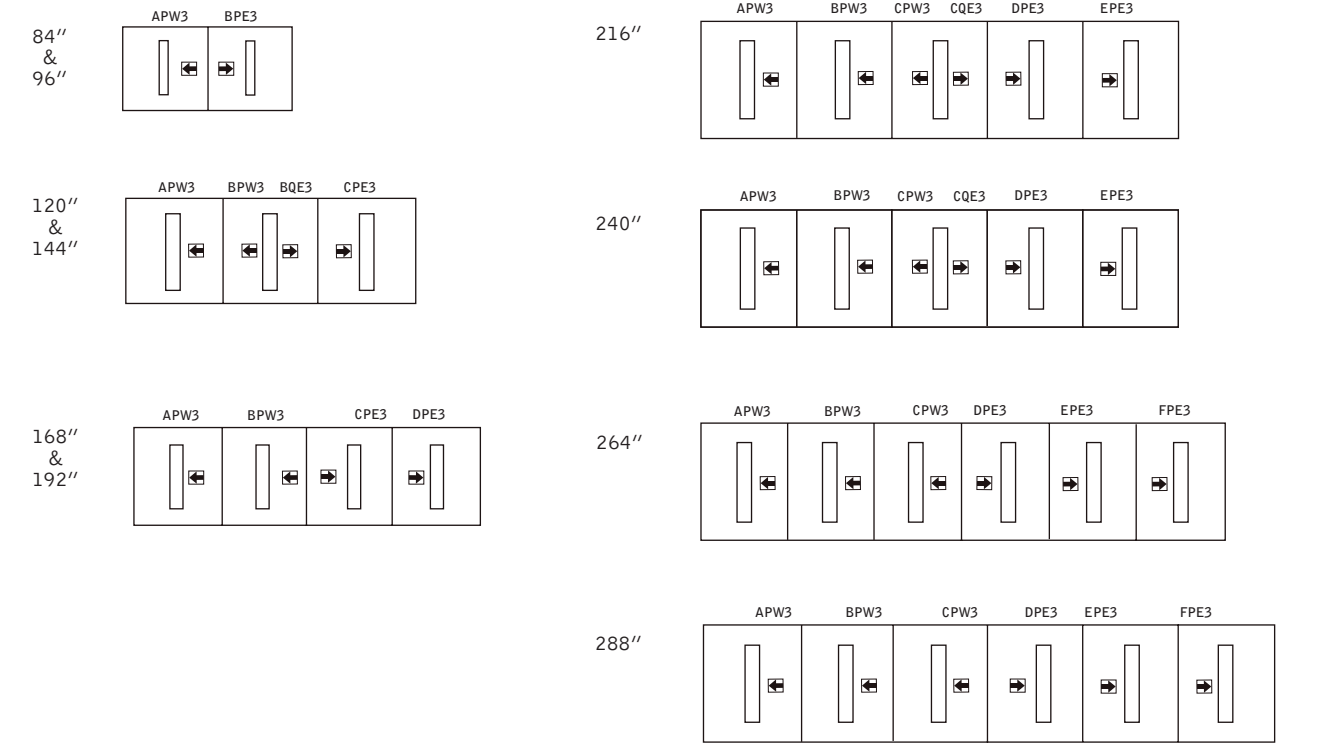 84″
&
96″
APW3 BPE3
120″
&
144″
APW3 BPW3 BQE3 CPE3
168″
&
192″
APW3 BPW3 CPE3 DPE3
216″
APW3 BPW3 CPW3 CQE3 DPE3 EPE3
240″
APW3 BPW3 CPW3 CQE3 DPE3 EPE3
264″
APW3 BPW3 CPW3 DPE3 EPE3 FPE3
288″
APW3 BPW3 CPW3 DPE3 EPE3 FPE3